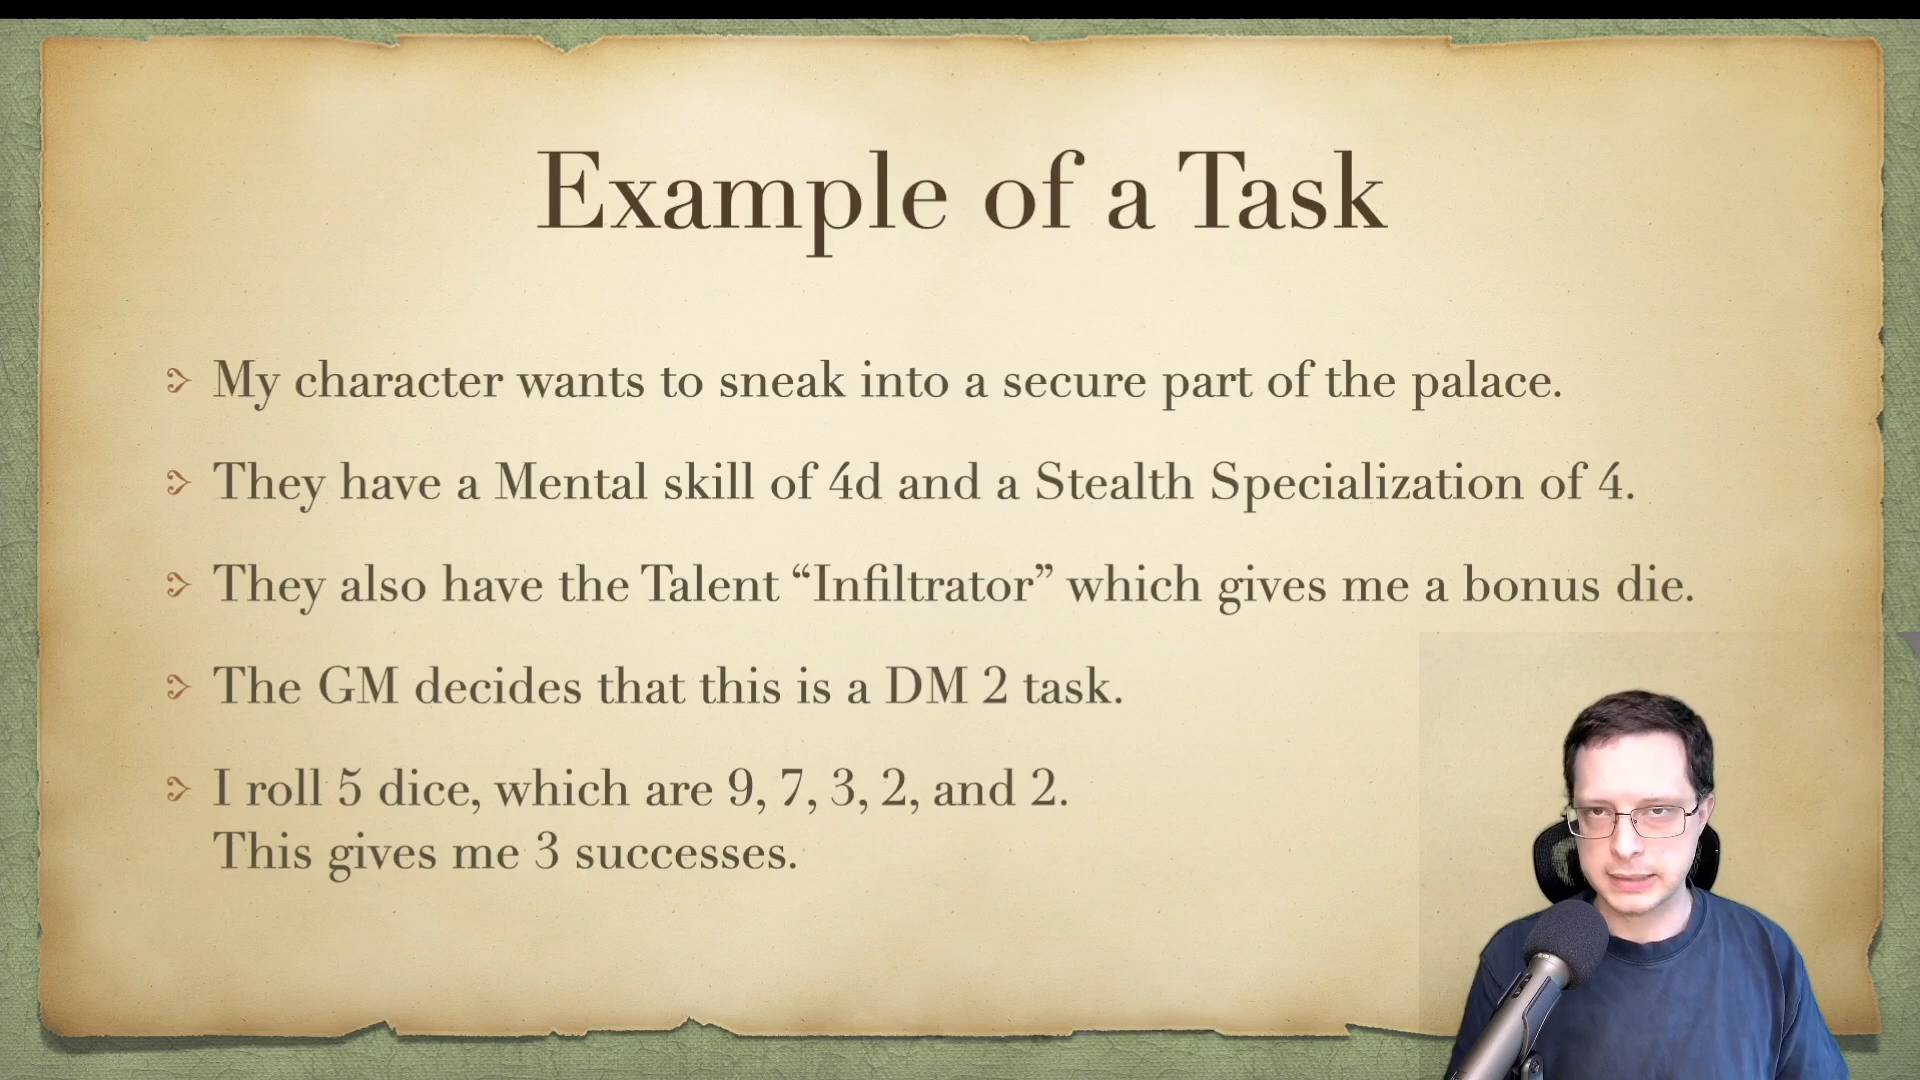 Example of a Task
My character wants to sneak into a secure part of the palace.
They have a Mental skill of 4d and a Stealth Specialization of 4.
They also have the Talent “Infiltrator” which gives me a bonus die.
The GM decides that this is a DM 2 task.
I roll 5 dice, which are 9, 7, 3, 2, and 2.
This gives me 3 successes.